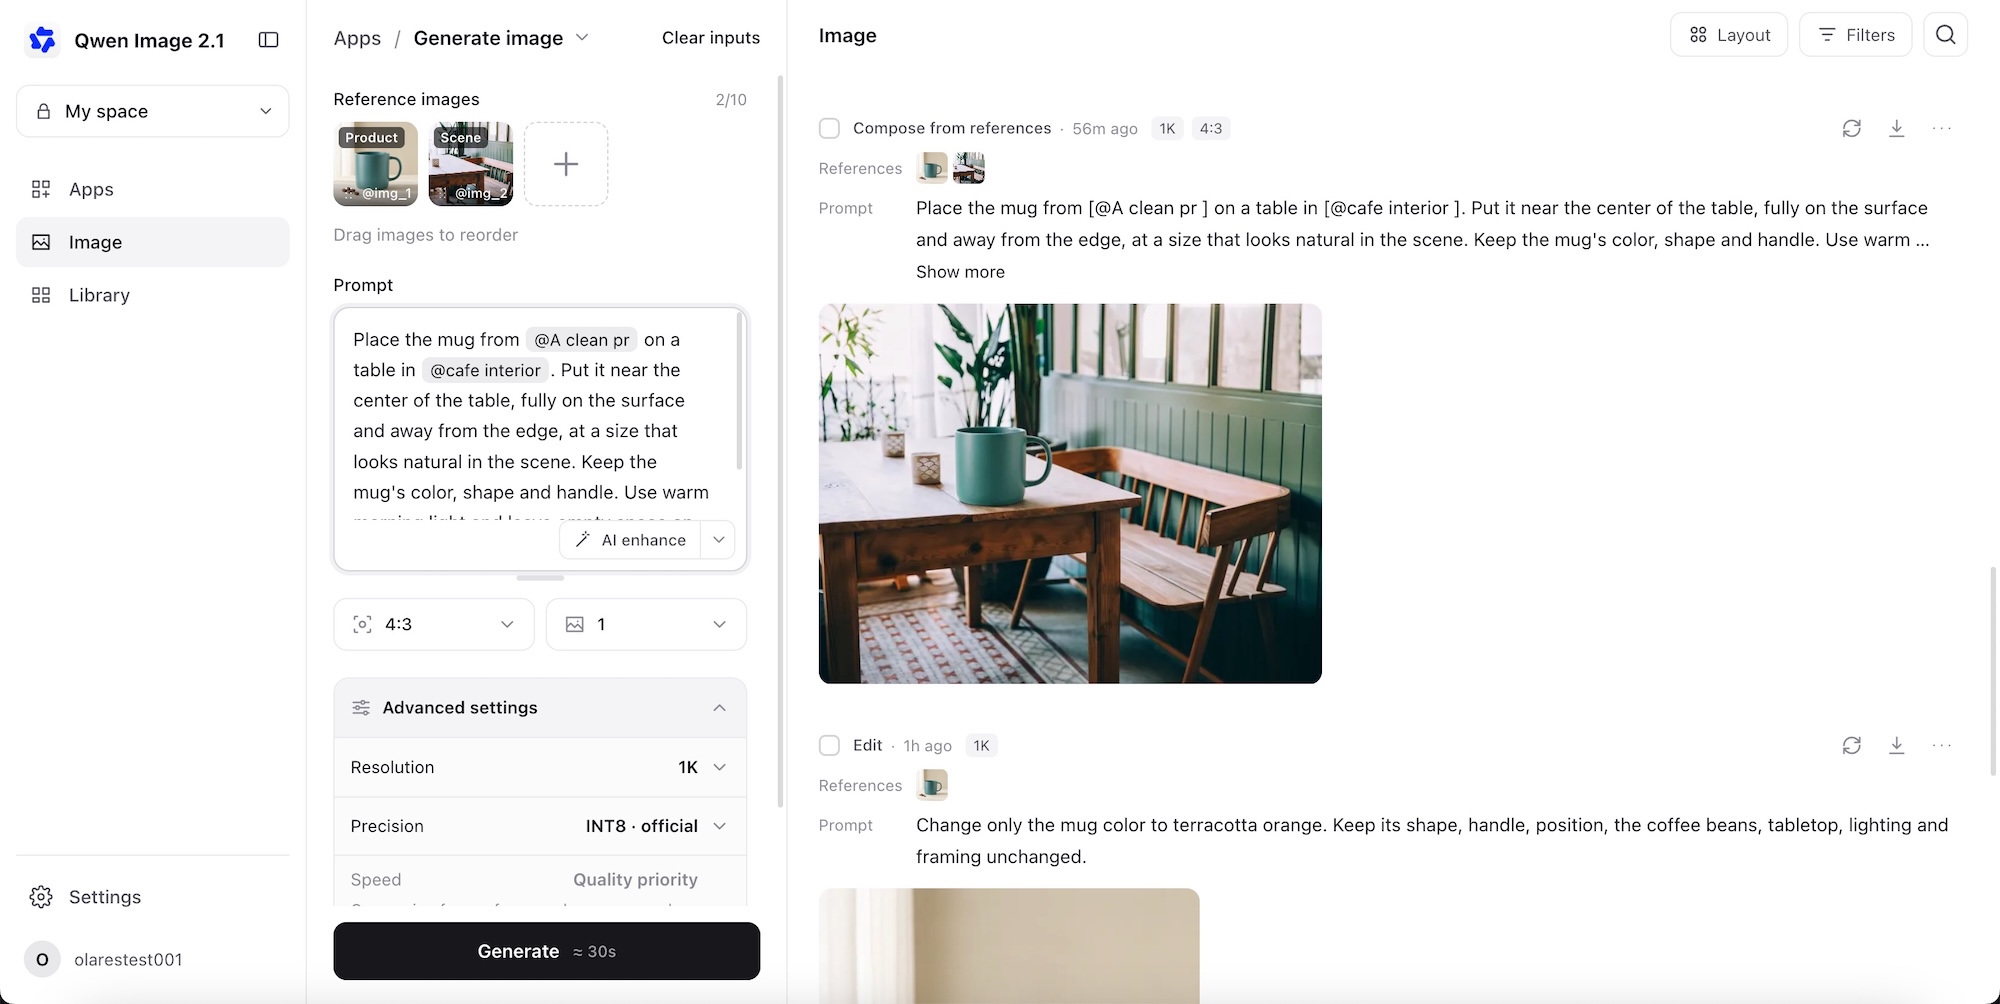 Qwen Image 2.1
My space
Apps
Image
Library
Settings
O
olarestest001
Apps / Generate image
Clear inputs
Reference images
2/10
Product
@img_1
Scene
@img_2
Drag images to reorder
Prompt
Place the mug from @A clean pr on a
table in @cafe interior . Put it near the
center of the table, fully on the surface
and away from the edge, at a size that
looks natural in the scene. Keep the
mug's color, shape and handle. Use warm
AI enhance
4:3
1
Advanced settings
Resolution
1K
Precision
INT8 · official
Speed
Quality priority
Generate ≈ 30s
Image
Layout
Filters
Compose from references · 56m ago 1K 4:3
References
Prompt
Place the mug from [@A clean pr ] on a table in [@cafe interior ]. Put it near the center of the table, fully on the surface
and away from the edge, at a size that looks natural in the scene. Keep the mug's color, shape and handle. Use warm ...
Show more
Edit · 1h ago 1K
References
Prompt
Change only the mug color to terracotta orange. Keep its shape, handle, position, the coffee beans, tabletop, lighting and
framing unchanged.